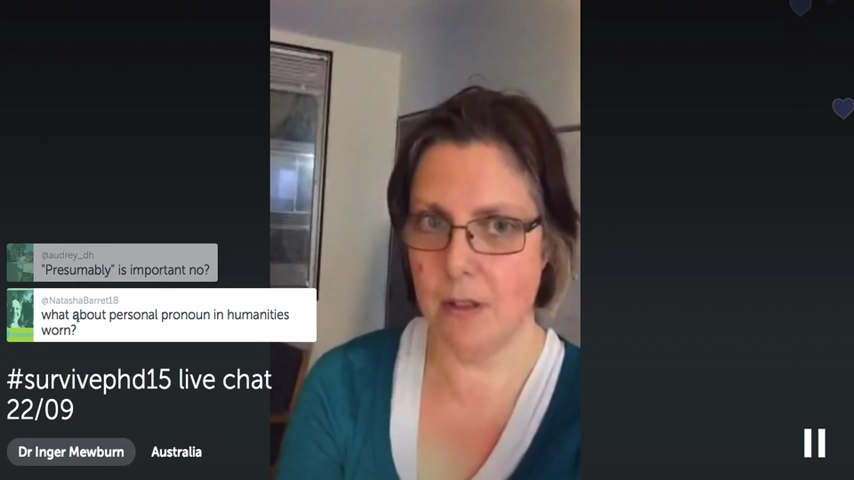 @audrey_dh
"Presumably" is important no?
@NatashaBarret18
what about personal pronoun in humanities
worn?
#survivephd15 live chat
22/09
Dr Inger Mewburn
Australia